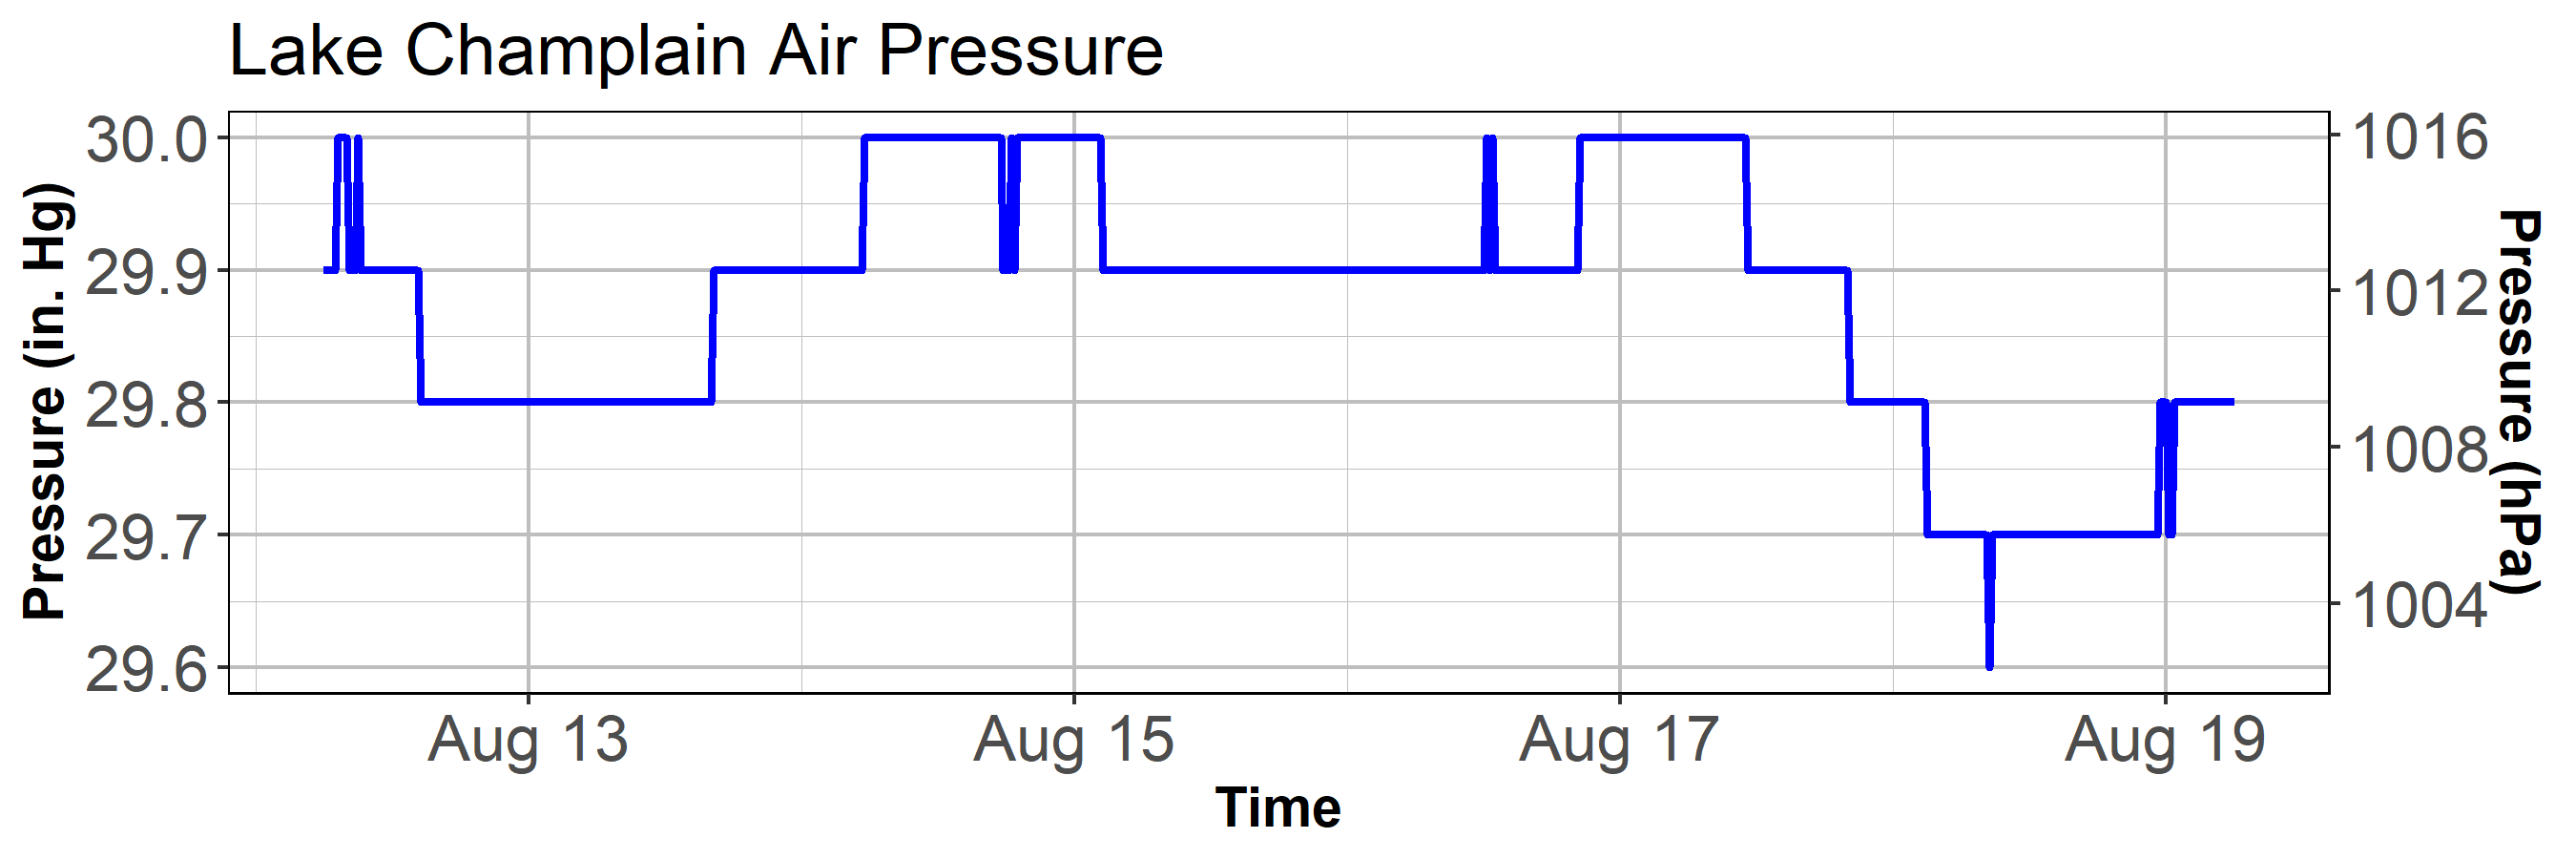 Lake Champlain Air Pressure
Pressure (in. Hg)
30.0
29.9
29.8
29.7
29.6
1016
1012
1008
1004
Pressure (hPa)
Aug 13 Aug 15 Aug 17 Aug 19
Time